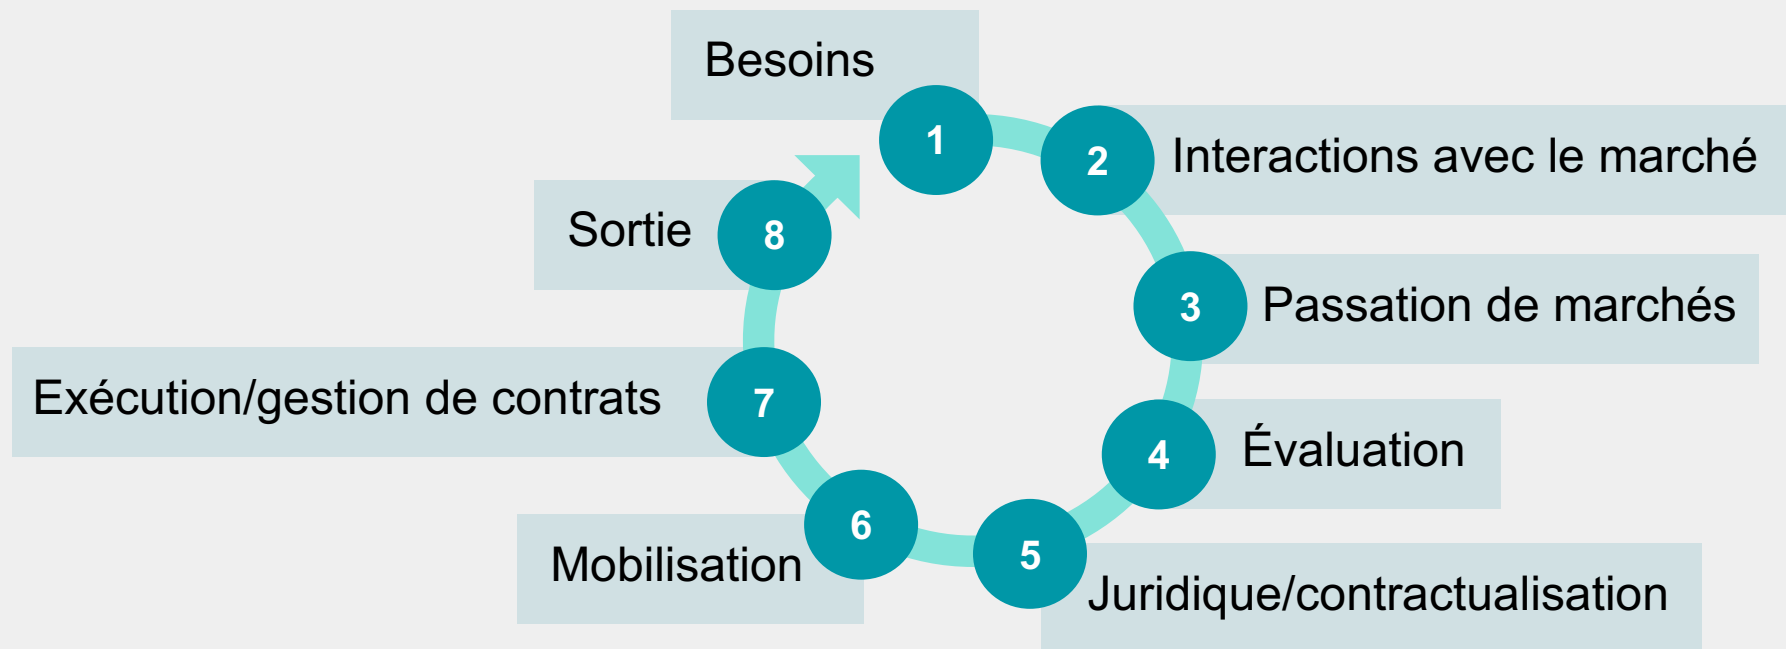 Besoins
1
2
Interactions avec le marché
3
Passation de marchés
4
Évaluation
5
Juridique/contractualisation
6
Mobilisation
7
Exécution/gestion de contrats
8
Sortie